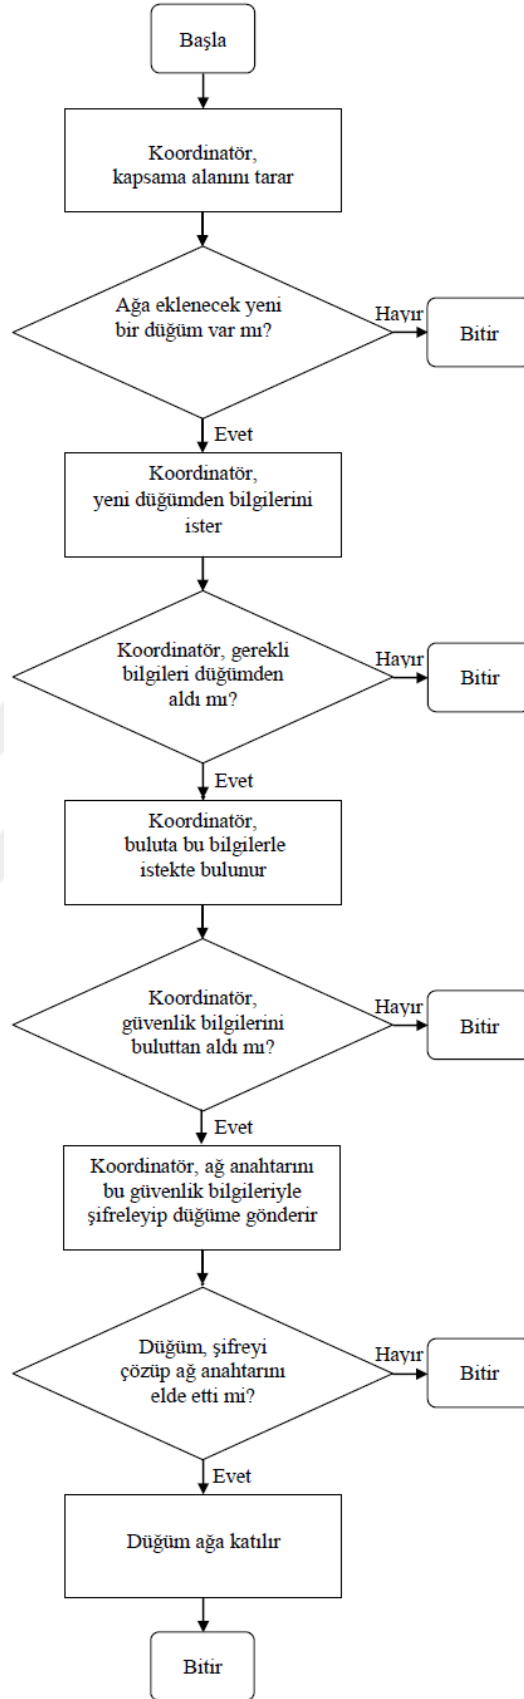 Başla
Koordinatör,
kapsama alanını tarar
Ağa eklenecek yeni
bir düğüm var mı?
Hayır
Bitir
Evet
Koordinatör,
yeni düğümden bilgilerini
ister
Koordinatör, gerekli
bilgileri düğümden
aldı mı?
Hayır
Bitir
Evet
Koordinatör,
buluta bu bilgilerle
istekte bulunur
Koordinatör,
güvenlik bilgilerini
buluttan aldı mı?
Hayır
Bitir
Evet
Koordinatör, ağ anahtarını
bu güvenlik bilgileriyle
şifreleyip düğüme gönderir
Düğüm, şifreyi
çözüp ağ anahtarını
elde etti mi?
Hayır
Bitir
Evet
Düğüm ağa katılır
Bitir